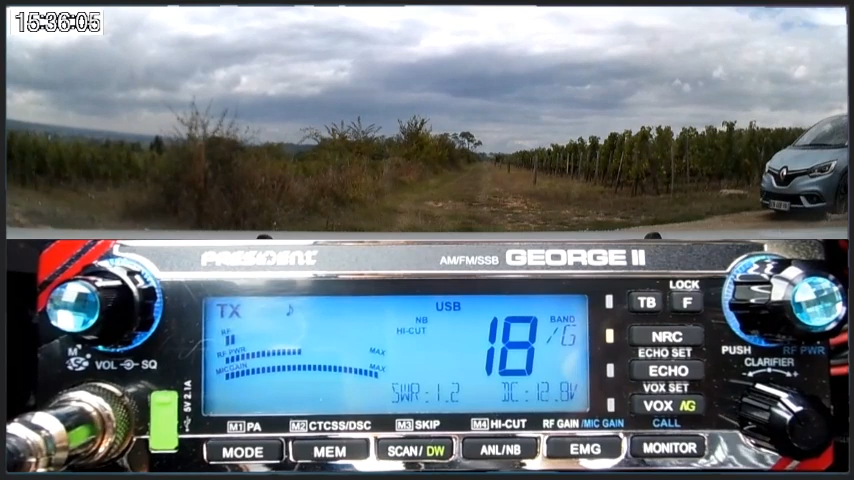 15:36:05
PRESIDENT
AM/FM/SSB GEORGE II
LOCK
TX USB
TB F
NB
HI-CUT
BAND
18 /G
RF
RF PWR MAX
MIC GAIN MAX
SWR:1.2 DC:12.8V
NRC
ECHO SET
ECHO
VOX SET
VOX /VG
CALL
PUSH RF PWR
CLARIFIER
VOL SQ
5V 2.1A
M1 PA M2 CTCSS/DSC M3 SKIP M4 HI-CUT RF GAIN/MIC GAIN
MODE MEM SCAN/DW ANL/NB EMG MONITOR